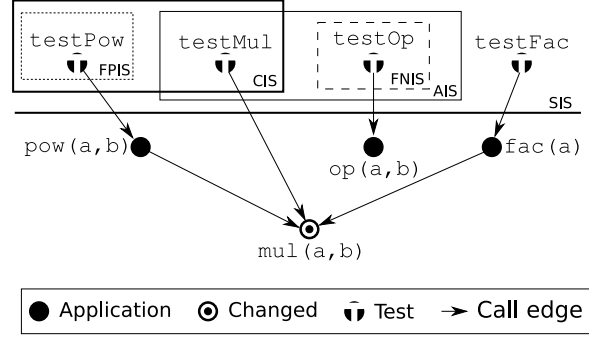 testPow testMul testOp testFac
FPIS CIS FNIS AIS
SIS
pow(a,b) op(a,b) fac(a)
mul(a,b)
Application Changed Test Call edge